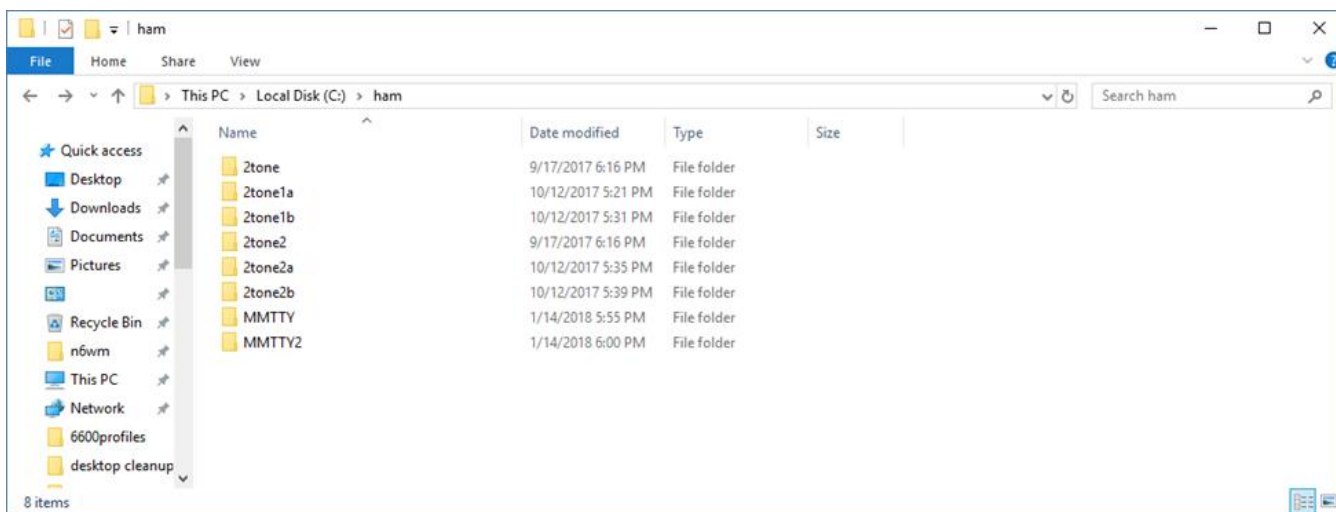 ham
File Home Share View
This PC > Local Disk (C:) > ham
Search ham
Name Date modified Type Size
Quick access
Desktop
Downloads
Documents
Pictures
Recycle Bin
n6wm
This PC
Network
6600profiles
desktop cleanup
2tone 9/17/2017 6:16 PM File folder
2tone1a 10/12/2017 5:21 PM File folder
2tone1b 10/12/2017 5:31 PM File folder
2tone2 9/17/2017 6:16 PM File folder
2tone2a 10/12/2017 5:35 PM File folder
2tone2b 10/12/2017 5:39 PM File folder
MMTTY 1/14/2018 5:55 PM File folder
MMTTY2 1/14/2018 6:00 PM File folder
8 items